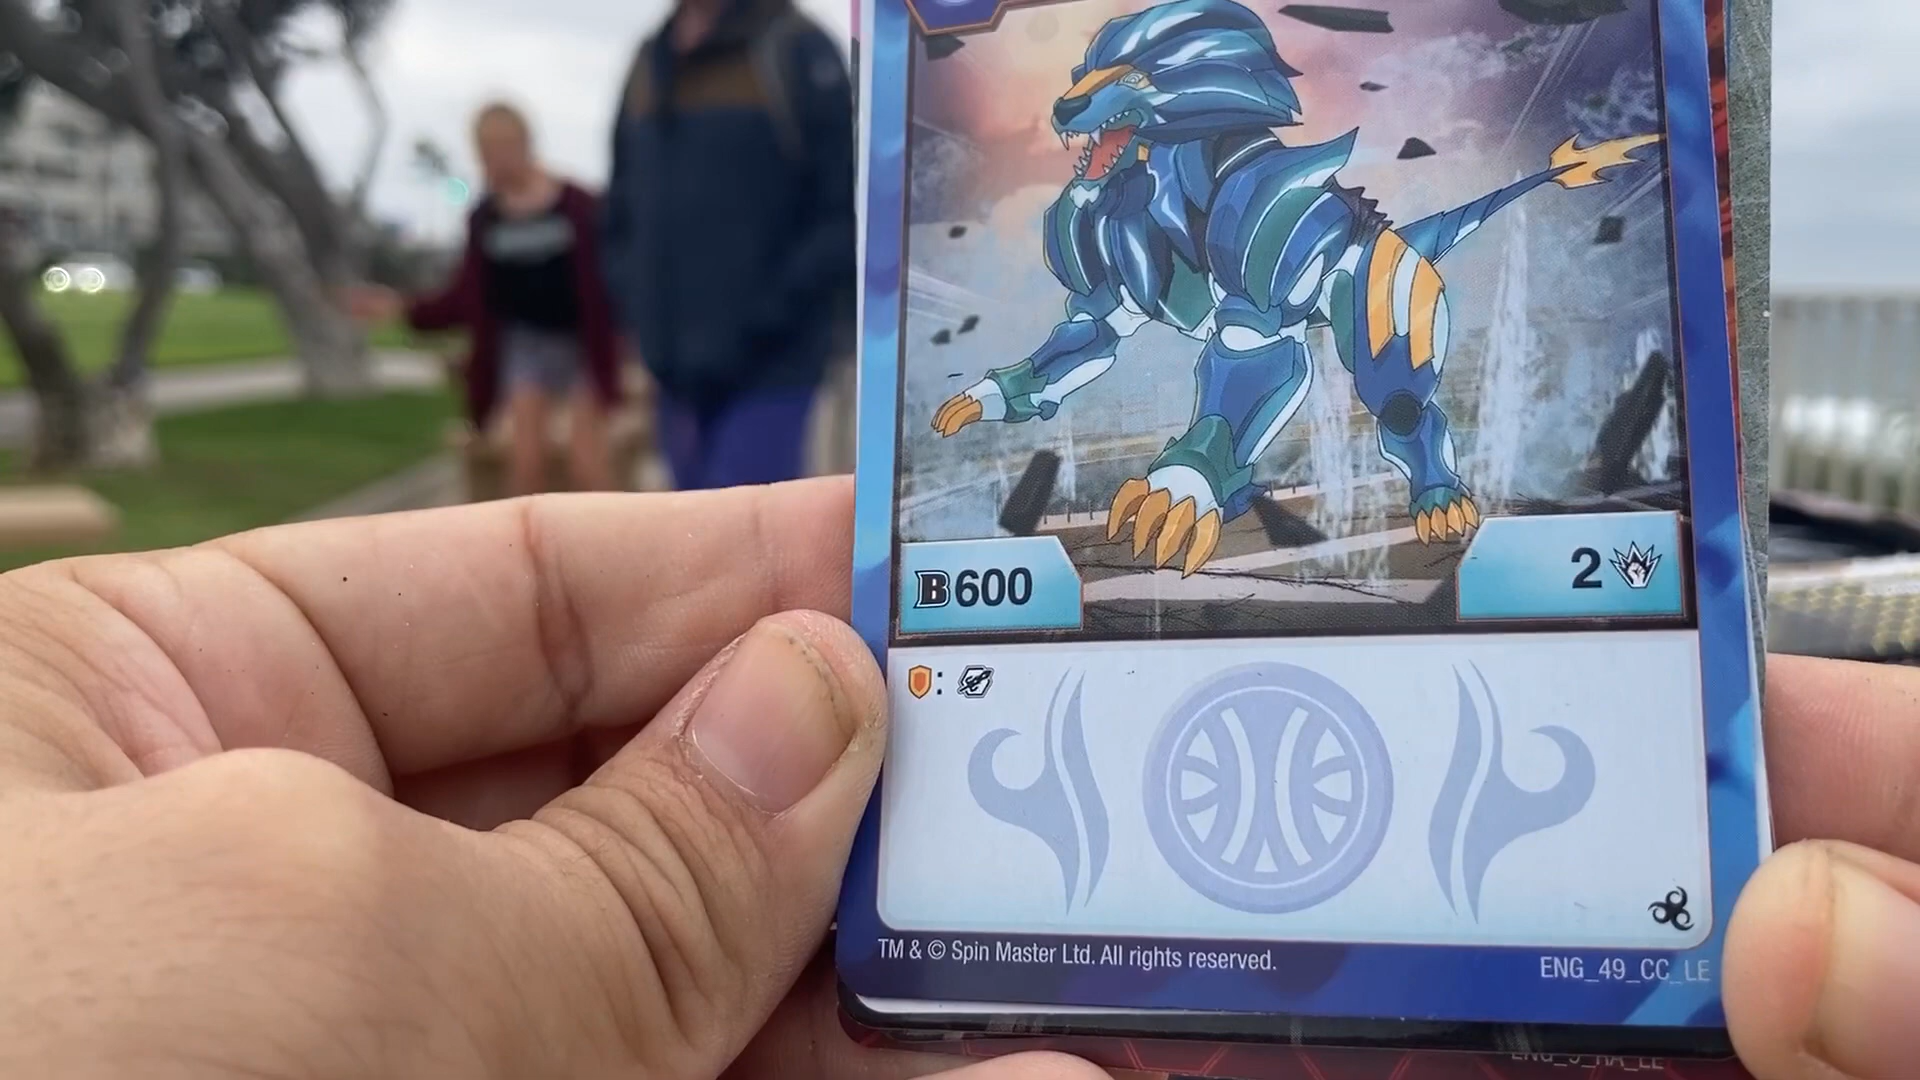 B600
2
:
TM & © Spin Master Ltd. All rights reserved.
ENG_49_CC_LE